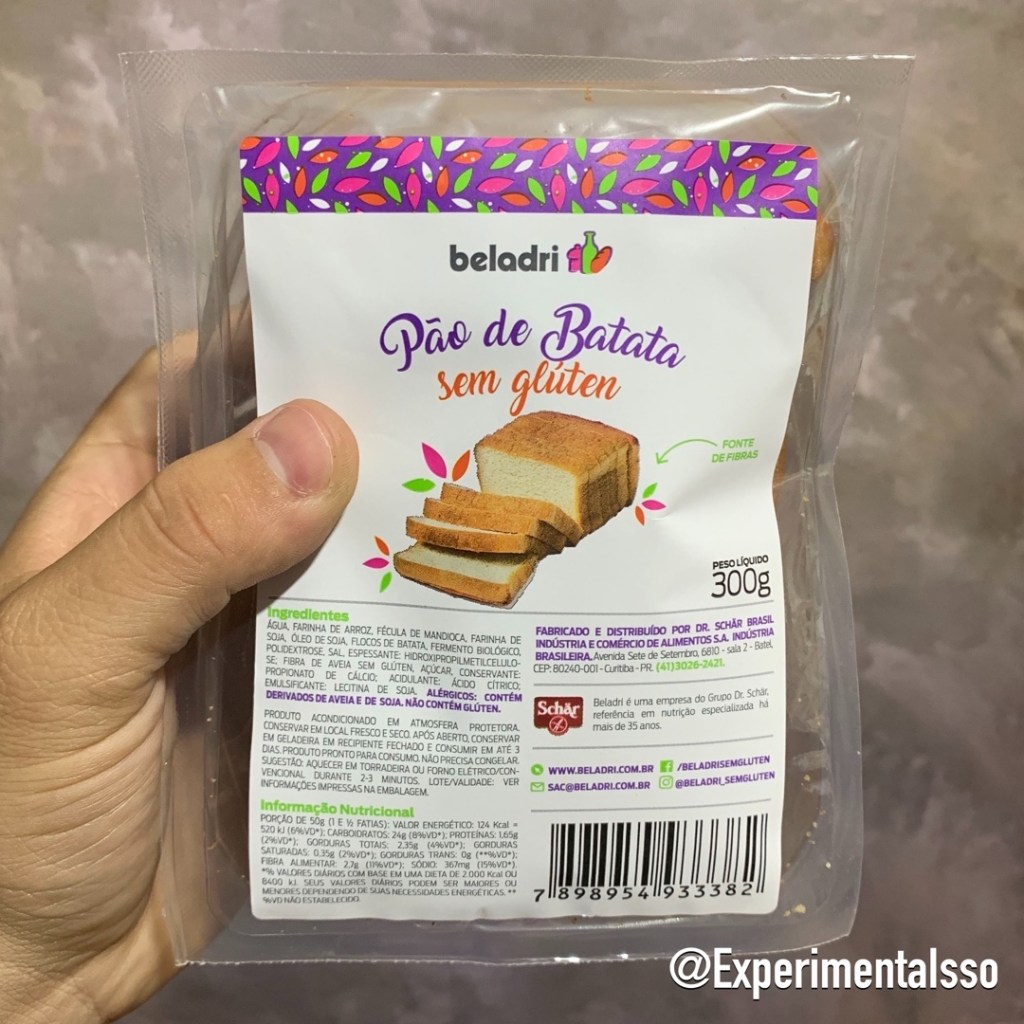 beladri
Pão de Batata
sem glúten
FONTE
DE FIBRAS
PESO LÍQUIDO
300g
Ingredientes
ÁGUA, FARINHA DE ARROZ, FÉCULA DE MANDIOCA, FARINHA DE
SOJA, ÓLEO DE SOJA, FLOCOS DE BATATA, FERMENTO BIOLÓGICO,
POLIDEXTROSE, SAL, ESPESSANTE: HIDROXIPROPILMETILCELULO-
SE; FIBRA DE AVEIA SEM GLÚTEN, AÇÚCAR, CONSERVANTE:
PROPIONATO DE CÁLCIO; ACIDULANTE: ÁCIDO CÍTRICO;
EMULSIFICANTE: LECITINA DE SOJA. ALÉRGICOS: CONTÉM
DERIVADOS DE AVEIA E DE SOJA. NÃO CONTÉM GLÚTEN.
PRODUTO ACONDICIONADO EM ATMOSFERA PROTETORA.
CONSERVAR EM LOCAL FRESCO E SECO. APÓS ABERTO, CONSERVAR
EM GELADEIRA EM RECIPIENTE FECHADO E CONSUMIR EM ATÉ 3
DIAS. PRODUTO PRONTO PARA CONSUMO. NÃO PRECISA CONGELAR.
SUGESTÃO: AQUECER EM TORRADEIRA OU FORNO ELÉTRICO/CON-
VENCIONAL DURANTE 2-3 MINUTOS. LOTE/VALIDADE: VER
INFORMAÇÕES IMPRESSAS NA EMBALAGEM.
Informação Nutricional
PORÇÃO DE 50g (1 E ½ FATIAS): VALOR ENERGÉTICO: 124 Kcal =
520 kJ (6%VD*); CARBOIDRATOS: 24g (8%VD*); PROTEÍNAS: 1,65g
(2%VD*); GORDURAS TOTAIS: 2,35g (4%VD*); GORDURAS
SATURADAS: 0,35g (2%VD*); GORDURAS TRANS: 0g (**%VD*);
FIBRA ALIMENTAR: 2,7g (11%VD*); SÓDIO: 367mg (15%VD*).
*% VALORES DIÁRIOS COM BASE EM UMA DIETA DE 2.000 Kcal OU
8400 kJ. SEUS VALORES DIÁRIOS PODEM SER MAIORES OU
MENORES DEPENDENDO DE SUAS NECESSIDADES ENERGÉTICAS. **
%VD NÃO ESTABELECIDO.
FABRICADO E DISTRIBUÍDO POR DR. SCHÄR BRASIL
INDÚSTRIA E COMÉRCIO DE ALIMENTOS S.A. INDÚSTRIA
BRASILEIRA. Avenida Sete de Setembro, 6810 - sala 2 - Batel,
CEP: 80240-001 - Curitiba - PR. (41)3026-2421.
Schär
Beladri é uma empresa do Grupo Dr. Schär,
referência em nutrição especializada há
mais de 35 anos.
WWW.BELADRI.COM.BR /BELADRISEMGLUTEN
SAC@BELADRI.COM.BR @BELADRI_SEMGLUTEN
7 898954 933382
@ExperimentaIsso